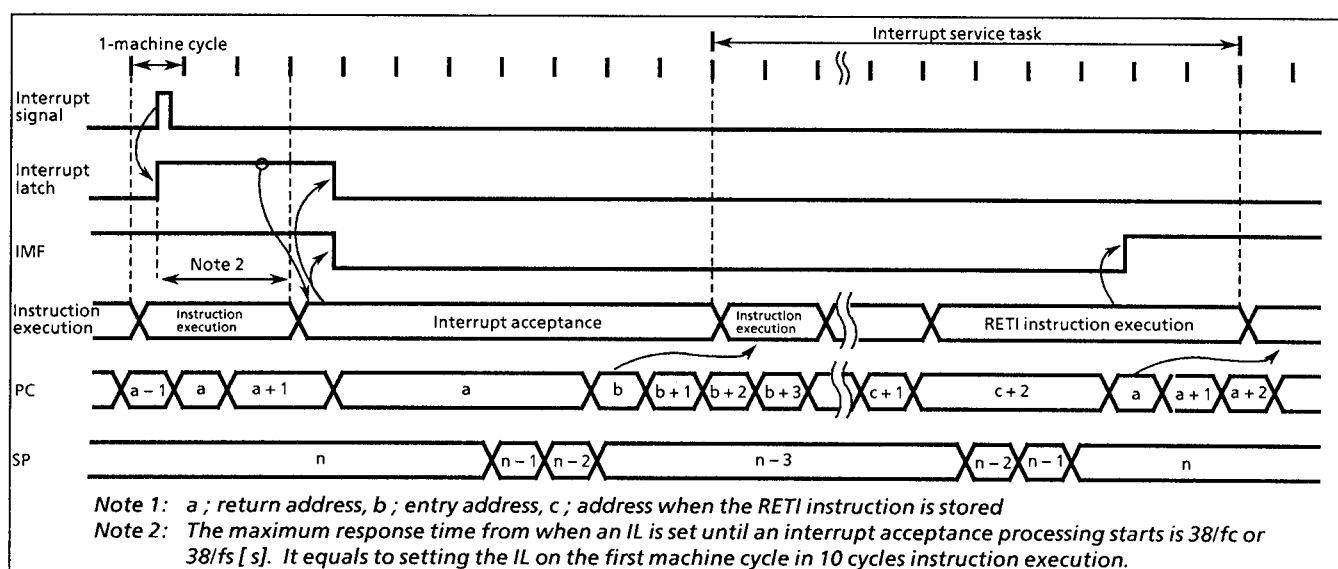 1-machine cycle
Interrupt service task
Interrupt
signal
Interrupt
latch
IMF
Note 2
Instruction
execution
Instruction
execution
Interrupt acceptance
Instruction
execution
RETI instruction execution
PC
a – 1
a
a + 1
a
b
b + 1
b + 2
b + 3
c + 1
c + 2
a
a + 1
a + 2
SP
n
n – 1
n – 2
n – 3
n – 2
n – 1
n
Note 1: a ; return address, b ; entry address, c ; address when the RETI instruction is stored
Note 2: The maximum response time from when an IL is set until an interrupt acceptance processing starts is 38/fc or
38/fs [ s]. It equals to setting the IL on the first machine cycle in 10 cycles instruction execution.